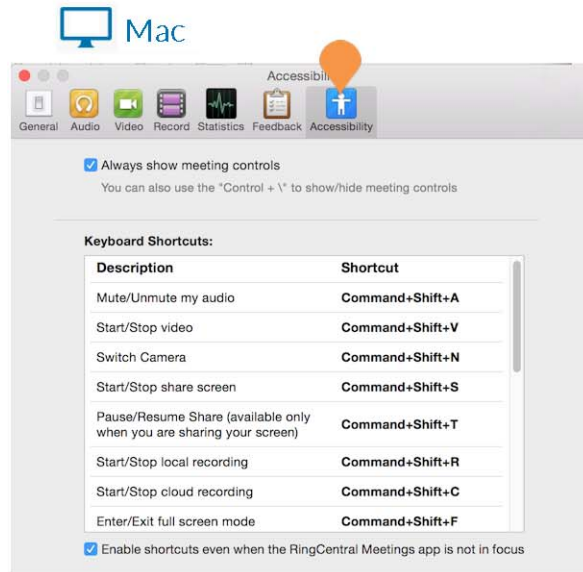 Mac
Accessibili
General Audio Video Record Statistics Feedback Accessibility
Always show meeting controls
You can also use the "Control + \" to show/hide meeting controls
Keyboard Shortcuts:
Description Shortcut
Mute/Unmute my audio Command+Shift+A
Start/Stop video Command+Shift+V
Switch Camera Command+Shift+N
Start/Stop share screen Command+Shift+S
Pause/Resume Share (available only
when you are sharing your screen) Command+Shift+T
Start/Stop local recording Command+Shift+R
Start/Stop cloud recording Command+Shift+C
Enter/Exit full screen mode Command+Shift+F
Enable shortcuts even when the RingCentral Meetings app is not in focus